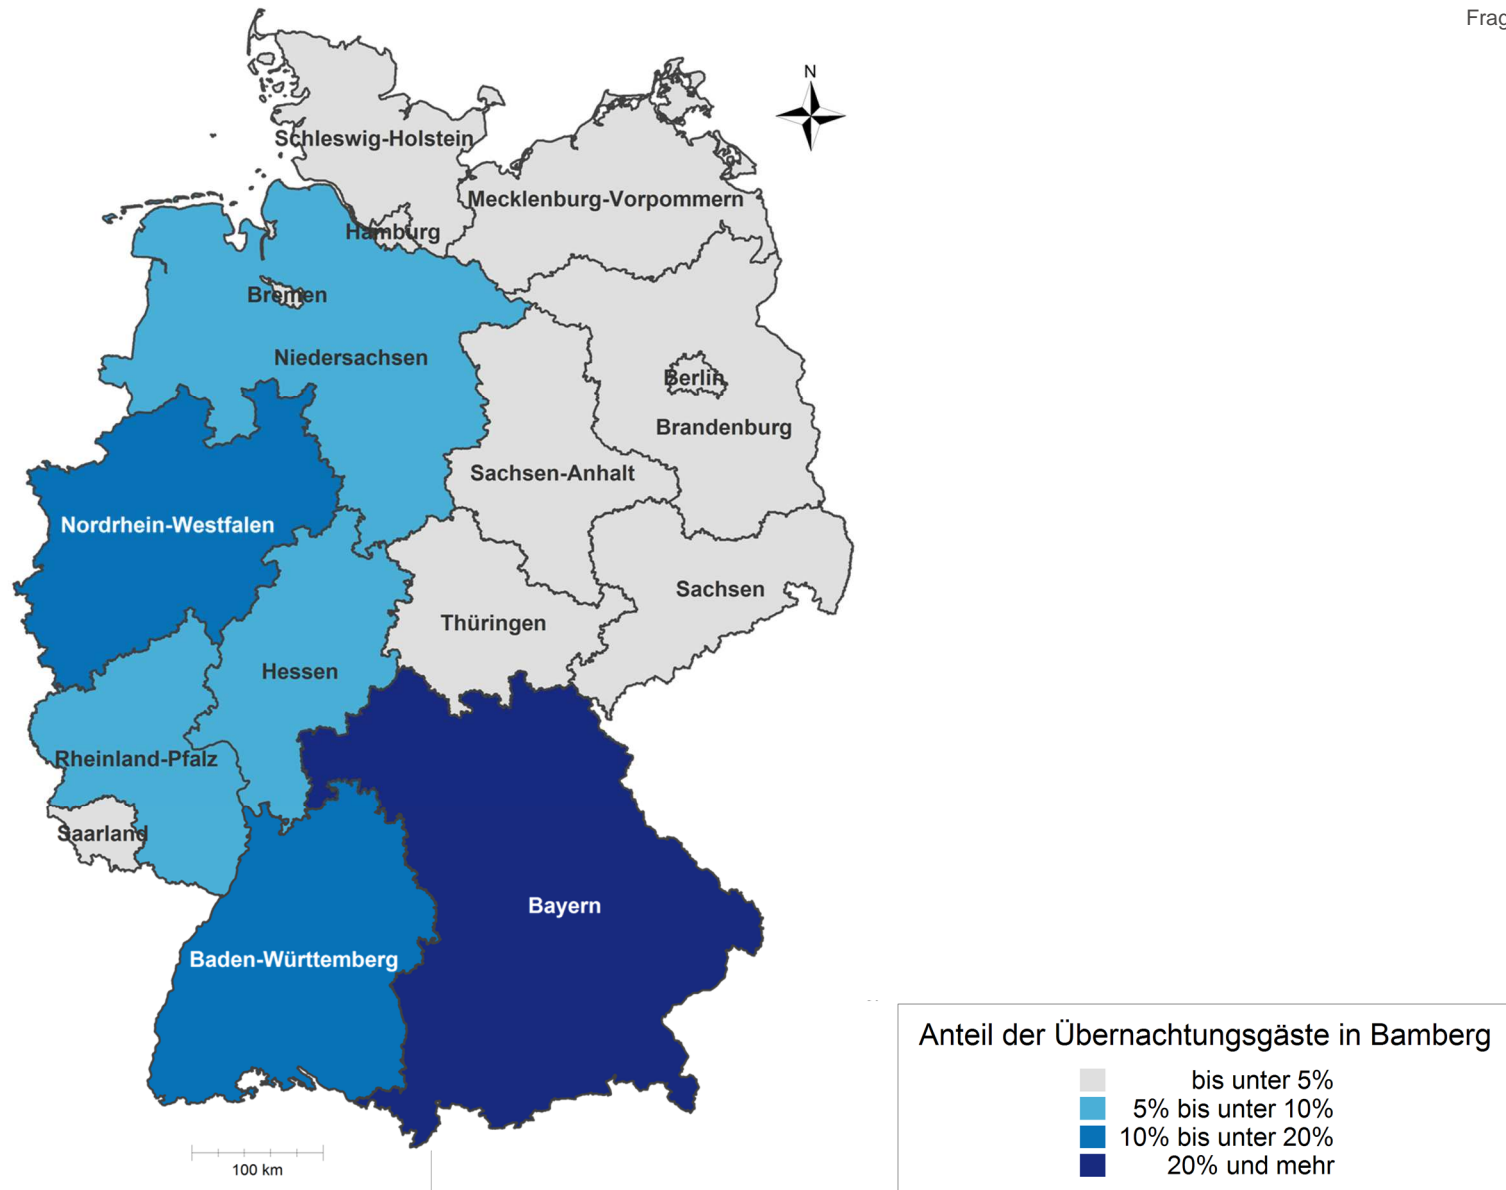 Frag
N
Schleswig-Holstein
Mecklenburg-Vorpommern
Hamburg
Bremen
Niedersachsen
Berlin
Brandenburg
Sachsen-Anhalt
Nordrhein-Westfalen
Sachsen
Thüringen
Hessen
Rheinland-Pfalz
Saarland
Bayern
Baden-Württemberg
Anteil der Übernachtungsgäste in Bamberg
bis unter 5%
5% bis unter 10%
10% bis unter 20%
20% und mehr
100 km